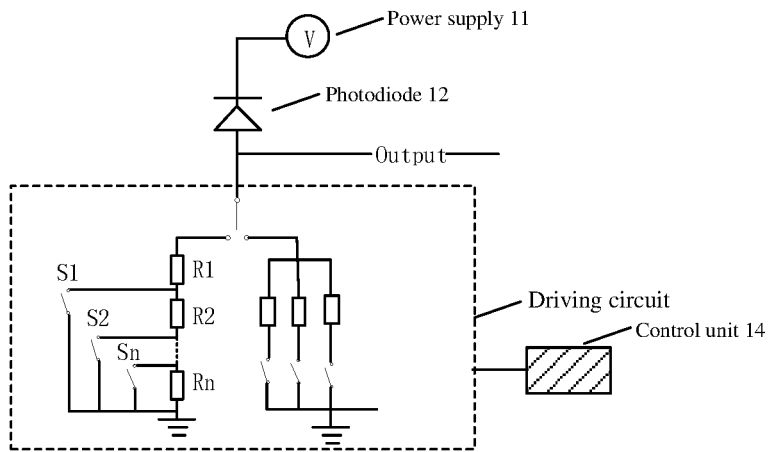 Power supply 11
V
Photodiode 12
Output
R1
S1
R2
S2
Sn
Rn
Driving circuit
Control unit 14